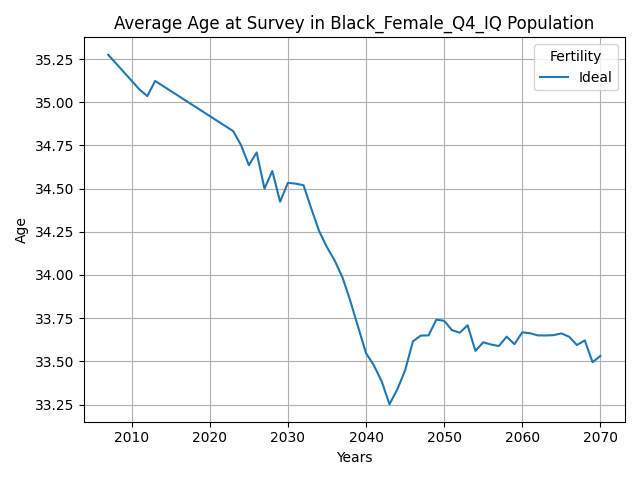 Average Age at Survey in Black_Female_Q4_IQ Population
Fertility
Ideal
35.25
35.00
34.75
34.50
34.25
34.00
33.75
33.50
33.25
Age
2010 2020 2030 2040 2050 2060 2070
Years